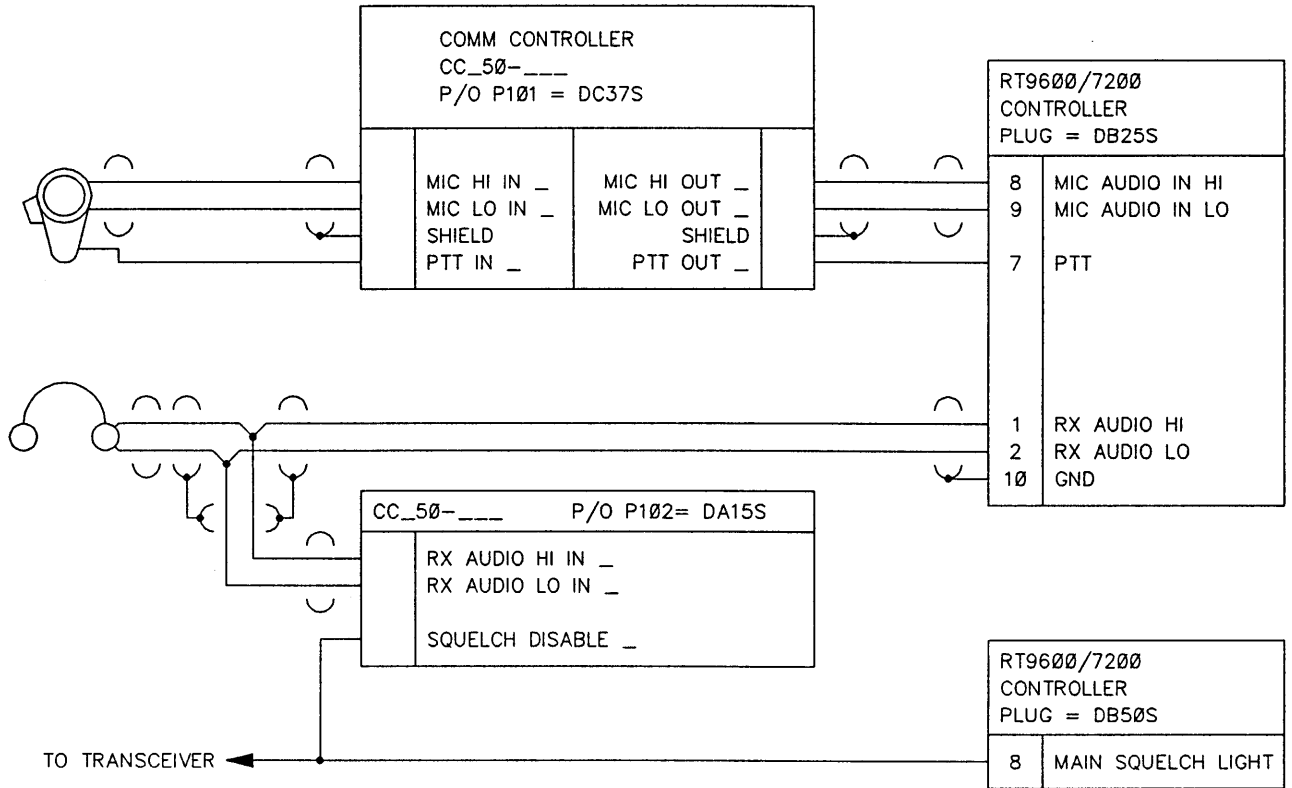 COMM CONTROLLER
CC_5Ø-___
P/O P1Ø1 = DC37S
MIC HI IN _
MIC LO IN _
SHIELD
PTT IN _
MIC HI OUT _
MIC LO OUT _
SHIELD
PTT OUT _
RT96ØØ/72ØØ
CONTROLLER
PLUG = DB25S
8 MIC AUDIO IN HI
9 MIC AUDIO IN LO
7 PTT
1 RX AUDIO HI
2 RX AUDIO LO
1Ø GND
CC_5Ø-___ P/O P1Ø2= DA15S
RX AUDIO HI IN _
RX AUDIO LO IN _
SQUELCH DISABLE _
RT96ØØ/72ØØ
CONTROLLER
PLUG = DB5ØS
8 MAIN SQUELCH LIGHT
TO TRANSCEIVER